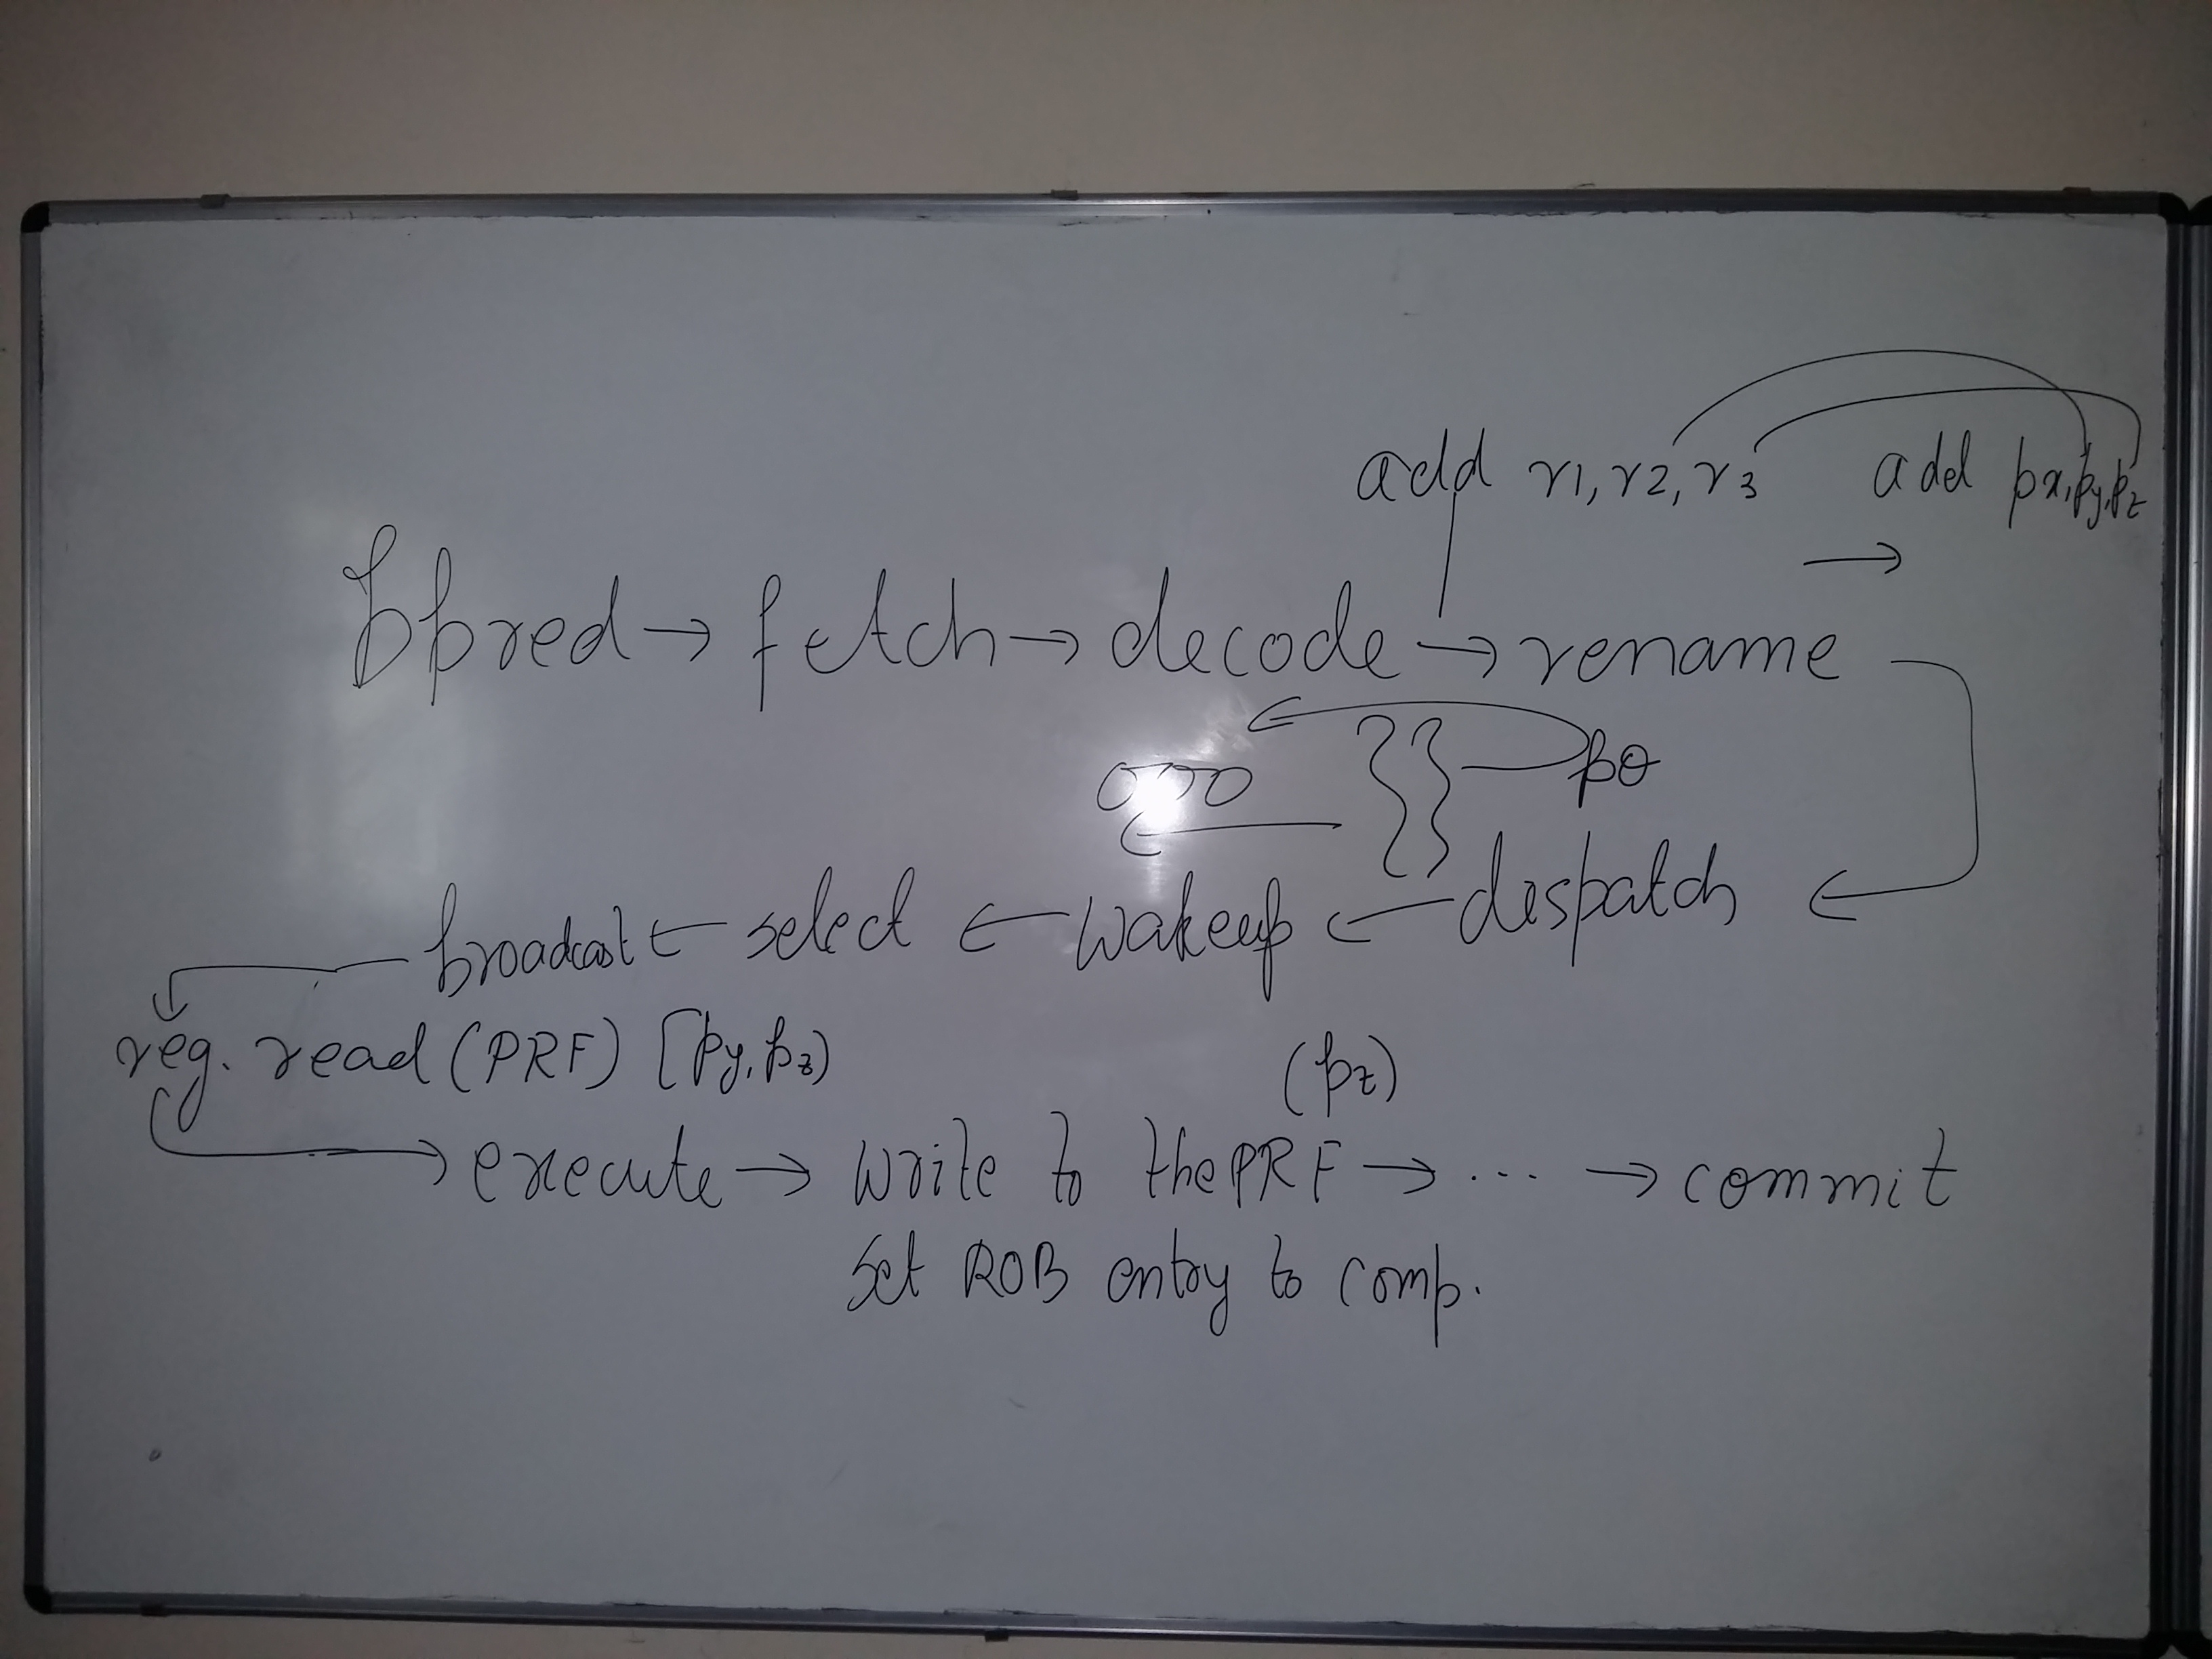 add r1, r2, r3 add px, py, pz
→
bpred → fetch → decode → rename
po
ooo
broadcast ← select ← wakeup ← dispatch
reg. read (PRF) [py, pz)
(pz)
execute → write to the PRF → ... → commit
set ROB entry to comp.